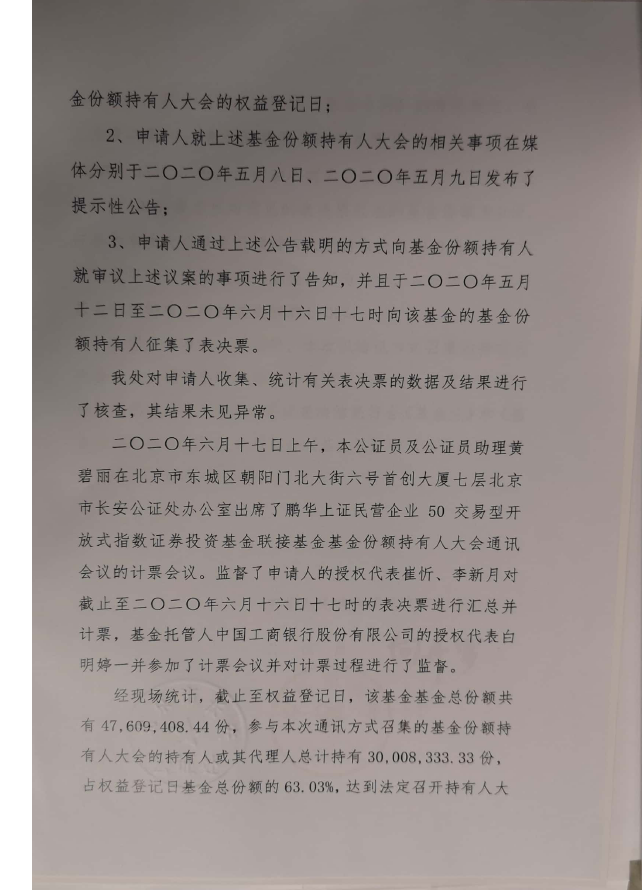 金份额持有人大会的权益登记日；
2、申请人就上述基金份额持有人大会的相关事项在媒
体分别于二〇二〇年五月八日、二〇二〇年五月九日发布了
提示性公告；
3、申请人通过上述公告载明的方式向基金份额持有人
就审议上述议案的事项进行了告知，并且于二〇二〇年五月
十二日至二〇二〇年六月十六日十七时向该基金的基金份
额持有人征集了表决票。
我处对申请人收集、统计有关表决票的数据及结果进行
了核查，其结果未见异常。
二〇二〇年六月十七日上午，本公证员及公证员助理黄
碧丽在北京市东城区朝阳门北大街六号首创大厦七层北京
市长安公证处办公室出席了鹏华上证民营企业 50 交易型开
放式指数证券投资基金联接基金基金份额持有人大会通讯
会议的计票会议。监督了申请人的授权代表崔忻、李新月对
截止至二〇二〇年六月十六日十七时的表决票进行汇总并
计票，基金托管人中国工商银行股份有限公司的授权代表白
明婷一并参加了计票会议并对计票过程进行了监督。
经现场统计，截止至权益登记日，该基金基金总份额共
有 47,609,408.44 份，参与本次通讯方式召集的基金份额持
有人大会的持有人或其代理人总计持有 30,008,333.33 份，
占权益登记日基金总份额的 63.03%，达到法定召开持有人大